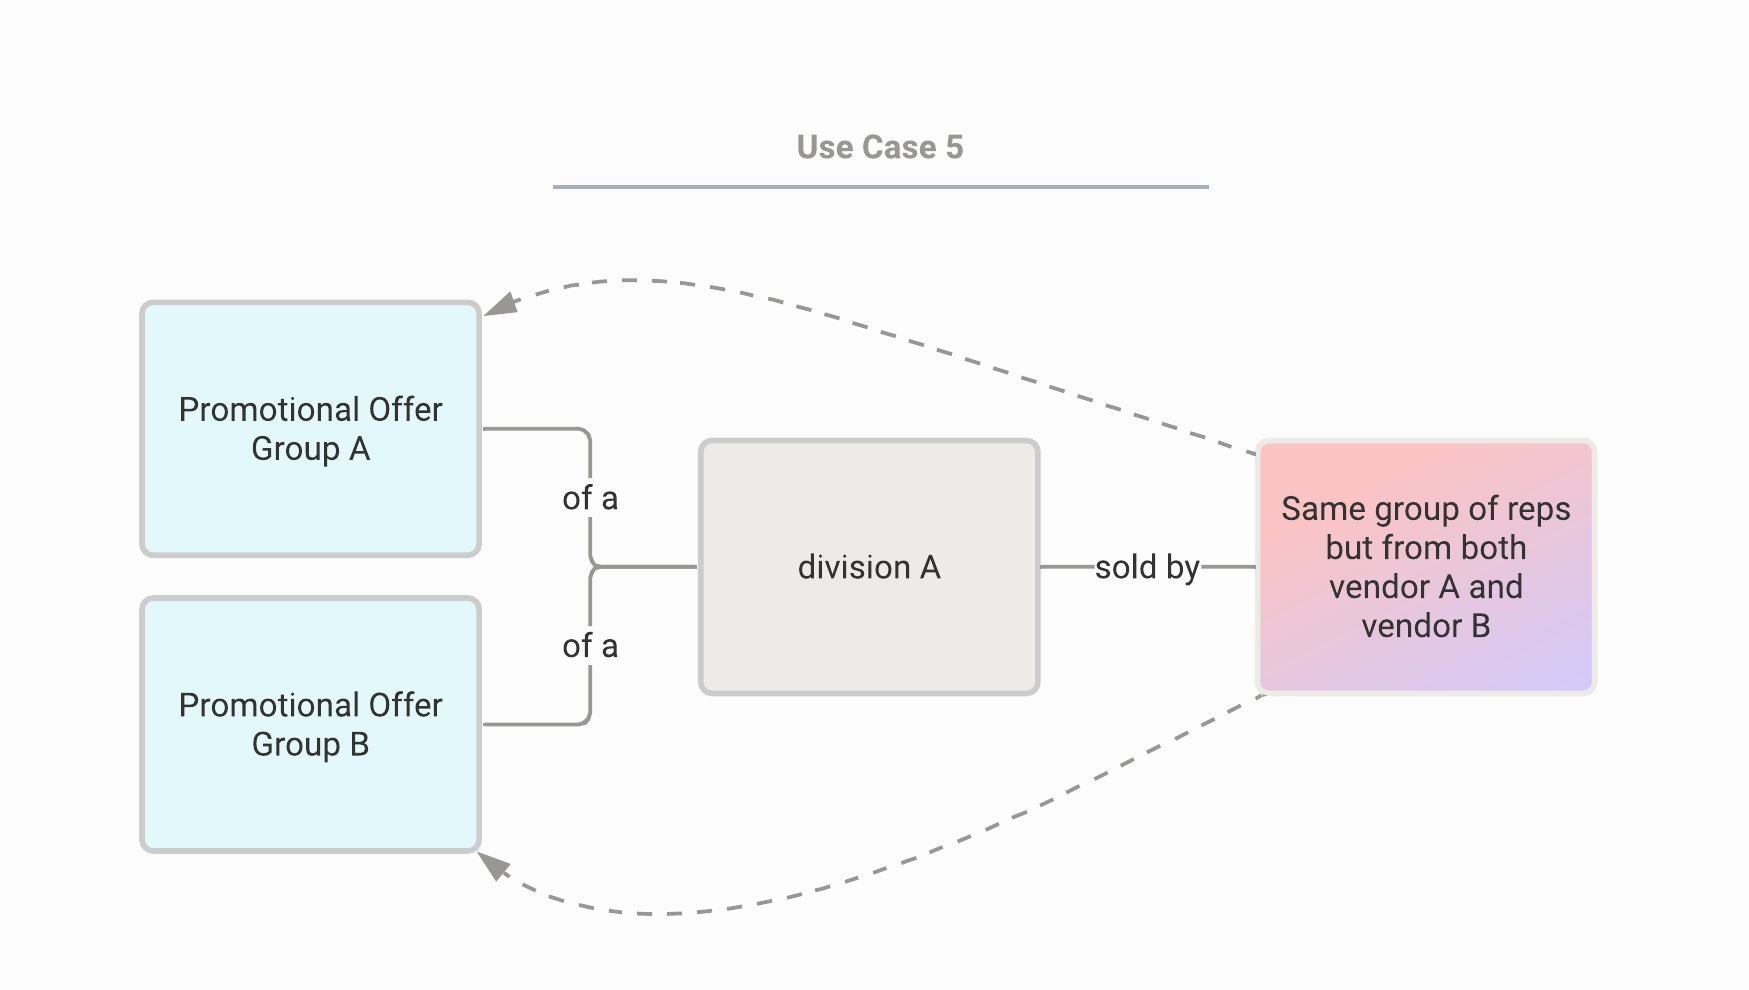 Use Case 5
Promotional Offer
Group A
of a
division A
sold by
Same group of reps
but from both
vendor A and
vendor B
of a
Promotional Offer
Group B